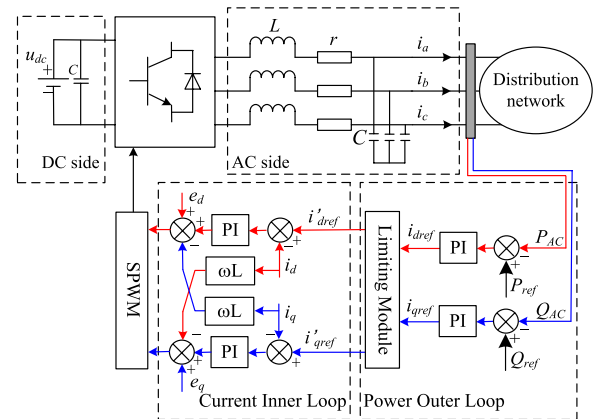 L
r
i_a
u_dc
C
i_b
Distribution
network
i_c
C
DC side
AC side
e_d
+
+
PI
i'_dref
i_dref
PI
P_AC
−
−
+
+
−
P_ref
ωL
i_d
SPWM
Limiting Module
ωL
i_q
Q_AC
−
−
i'_qref
i_qref
PI
−
+
PI
+
+
+
Q_ref
e_q
Current Inner Loop
Power Outer Loop